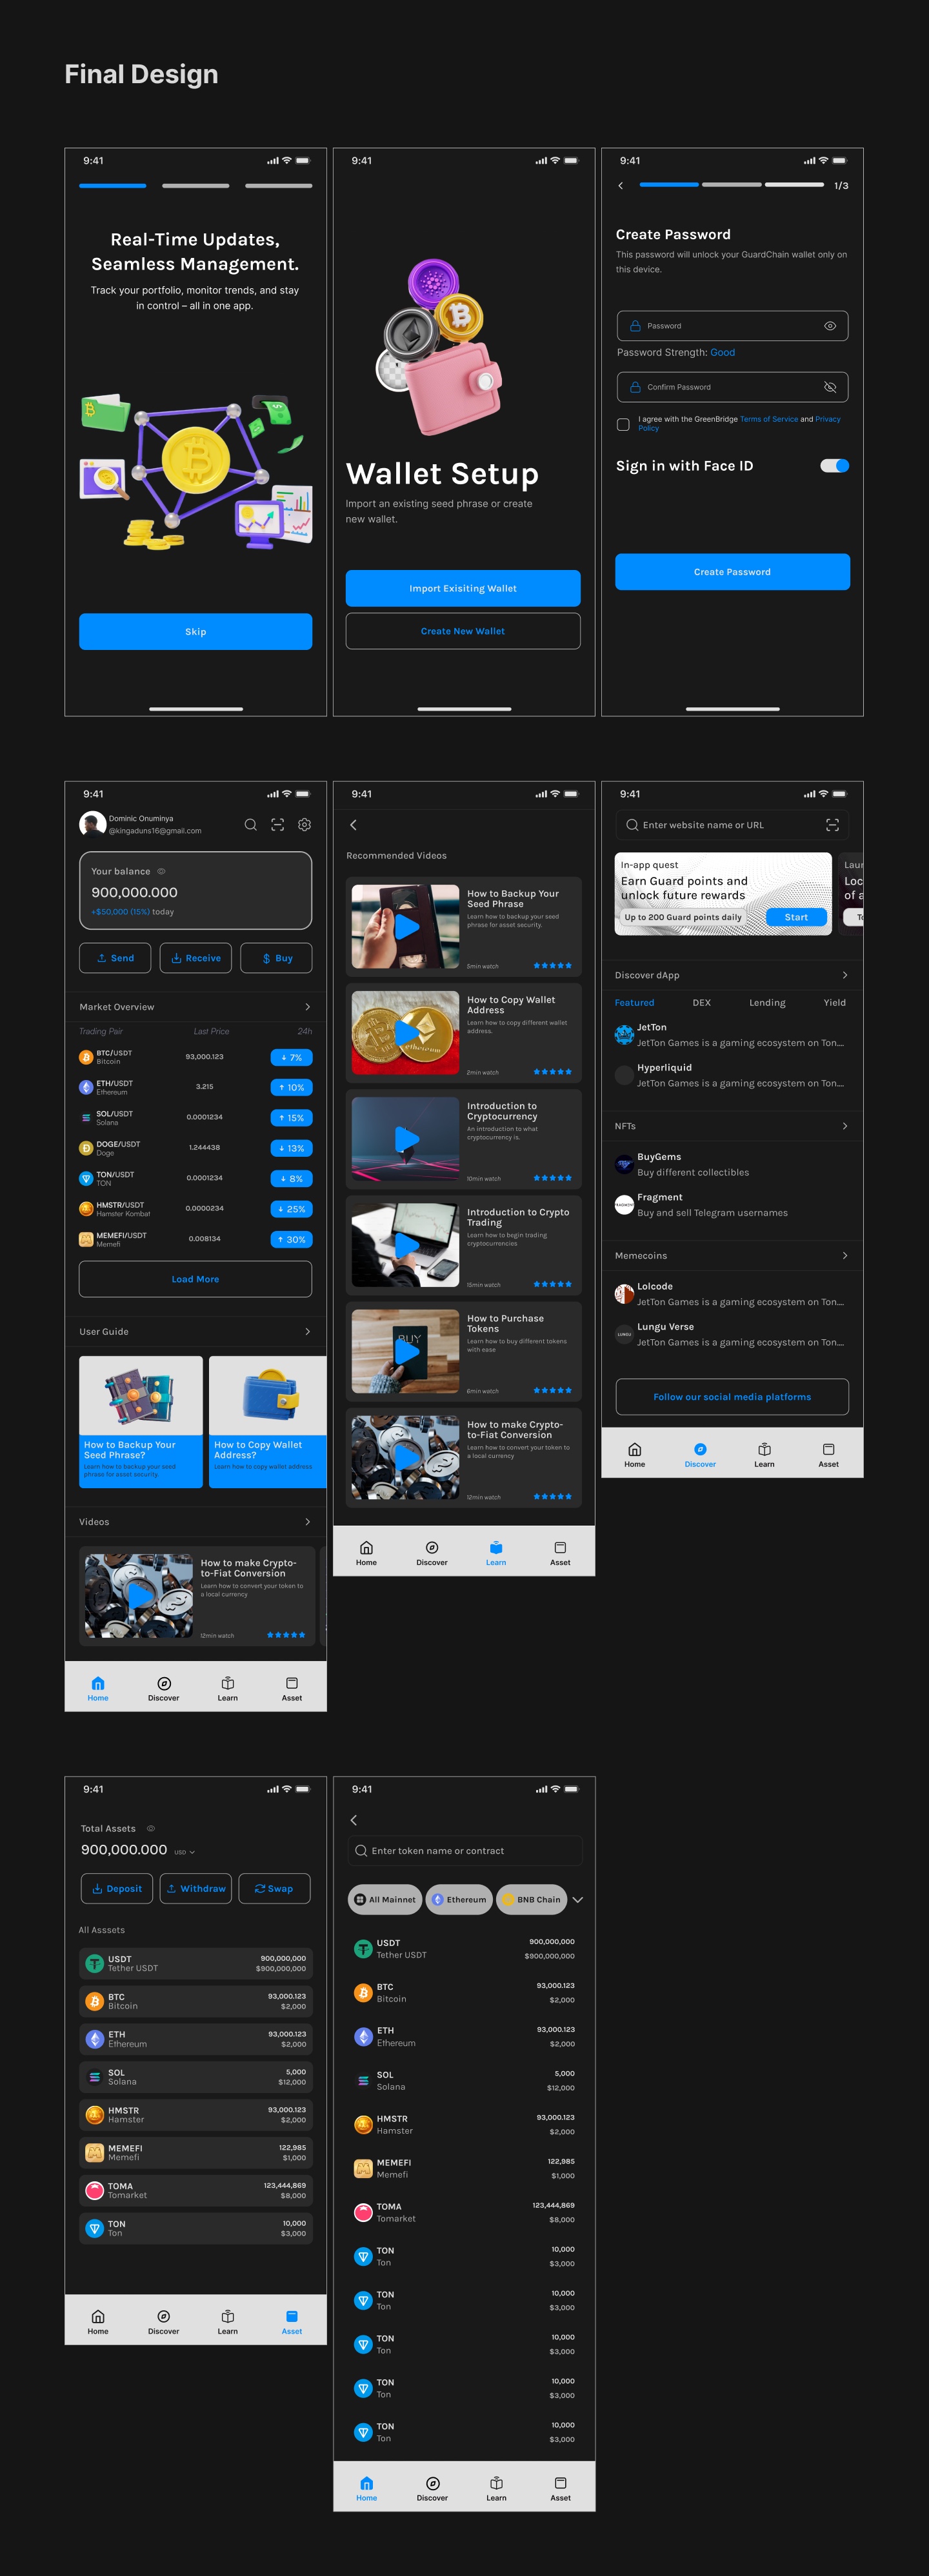 Final Design
9:41
Real-Time Updates,
Seamless Management.
Track your portfolio, monitor trends, and stay
in control – all in one app.
Skip
9:41
Wallet Setup
Import an existing seed phrase or create
new wallet.
Import Exisiting Wallet
Create New Wallet
9:41
1/3
Create Password
This password will unlock your GuardChain wallet only on
this device.
Password
Password Strength: Good
Confirm Password
I agree with the GreenBridge Terms of Service and Privacy
Policy
Sign in with Face ID
Create Password
9:41
Dominic Onuminya
@kingaduns16@gmail.com
Your balance
900,000.000
+$50,000 (15%) today
Send
Receive
Buy
Market Overview
Trading Pair
Last Price
24h
BTC/USDT
Bitcoin
93,000.123
↓ 7%
ETH/USDT
Ethereum
3.215
↑ 10%
SOL/USDT
Solana
0.0001234
↑ 15%
DOGE/USDT
Doge
1.244438
↓ 13%
TON/USDT
TON
0.0001234
↓ 8%
HMSTR/USDT
Hamster Kombat
0.0000234
↓ 25%
MEMEFI/USDT
Memefi
0.008134
↑ 30%
Load More
User Guide
How to Backup Your
Seed Phrase?
Learn how to backup your seed
phrase for asset security.
How to Copy Wallet
Address?
Learn how to copy wallet address
Videos
How to make Crypto-
to-Fiat Conversion
Learn how to convert your token to
a local currency
12min watch
Home
Discover
Learn
Asset
9:41
Recommended Videos
How to Backup Your
Seed Phrase
Learn how to backup your seed
phrase for asset security.
5min watch
How to Copy Wallet
Address
Learn how to copy different wallet
address.
2min watch
Introduction to
Cryptocurrency
An introduction to what
cryptocurrency is.
10min watch
Introduction to Crypto
Trading
Learn how to begin trading
cryptocurrencies
15min watch
BUY
How to Purchase
Tokens
Learn how to buy different tokens
with ease
6min watch
How to make Crypto-
to-Fiat Conversion
Learn how to convert your token to
a local currency
12min watch
Home
Discover
Learn
Asset
9:41
Enter website name or URL
In-app quest
Earn Guard points and
unlock future rewards
Up to 200 Guard points daily
Start
Laur
Loc
of a
To
Discover dApp
Featured
DEX
Lending
Yield
JetTon
JetTon Games is a gaming ecosystem on Ton....
Hyperliquid
JetTon Games is a gaming ecosystem on Ton....
NFTs
BuyGems
Buy different collectibles
FRAGMENT
Fragment
Buy and sell Telegram usernames
Memecoins
Lolcode
JetTon Games is a gaming ecosystem on Ton....
LUNGU
Lungu Verse
JetTon Games is a gaming ecosystem on Ton....
Follow our social media platforms
Home
Discover
Learn
Asset
9:41
Total Assets
900,000.000 USD
Deposit
Withdraw
Swap
All Asssets
USDT
Tether USDT
900,000,000
$900,000,000
BTC
Bitcoin
93,000.123
$2,000
ETH
Ethereum
93,000.123
$2,000
SOL
Solana
5,000
$12,000
HMSTR
Hamster
93,000.123
$2,000
MEMEFI
Memefi
122,985
$1,000
TOMA
Tomarket
123,444,869
$8,000
TON
Ton
10,000
$3,000
Home
Discover
Learn
Asset
9:41
Enter token name or contract
All Mainnet
Ethereum
BNB Chain
USDT
Tether USDT
900,000,000
$900,000,000
BTC
Bitcoin
93,000.123
$2,000
ETH
Ethereum
93,000.123
$2,000
SOL
Solana
5,000
$12,000
HMSTR
Hamster
93,000.123
$2,000
MEMEFI
Memefi
122,985
$1,000
TOMA
Tomarket
123,444,869
$8,000
TON
Ton
10,000
$3,000
TON
Ton
10,000
$3,000
TON
Ton
10,000
$3,000
TON
Ton
10,000
$3,000
TON
Ton
10,000
$3,000
Home
Discover
Learn
Asset